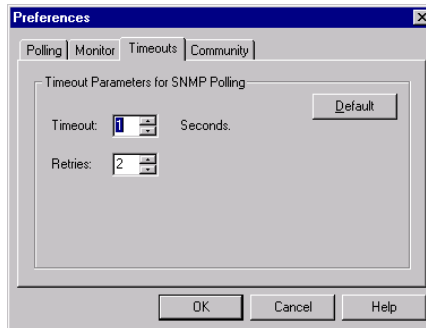 Preferences
Polling Monitor Timeouts Community
Timeout Parameters for SNMP Polling
Default
Timeout: 1 Seconds.
Retries: 2
OK Cancel Help